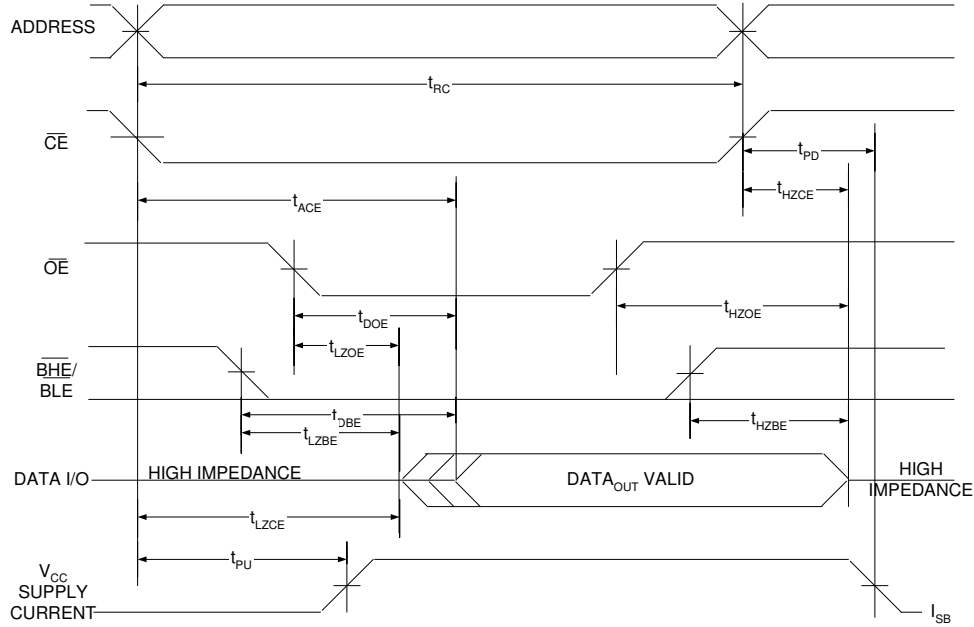 ADDRESS
tRC
CE
tPD
tHZCE
tACE
OE
tDOE
tHZOE
tLZOE
BHE/
BLE
tDBE
tHZBE
tLZBE
DATA I/O
HIGH IMPEDANCE
DATAOUT VALID
HIGH
IMPEDANCE
tLZCE
tPU
VCC
SUPPLY
CURRENT
ISB